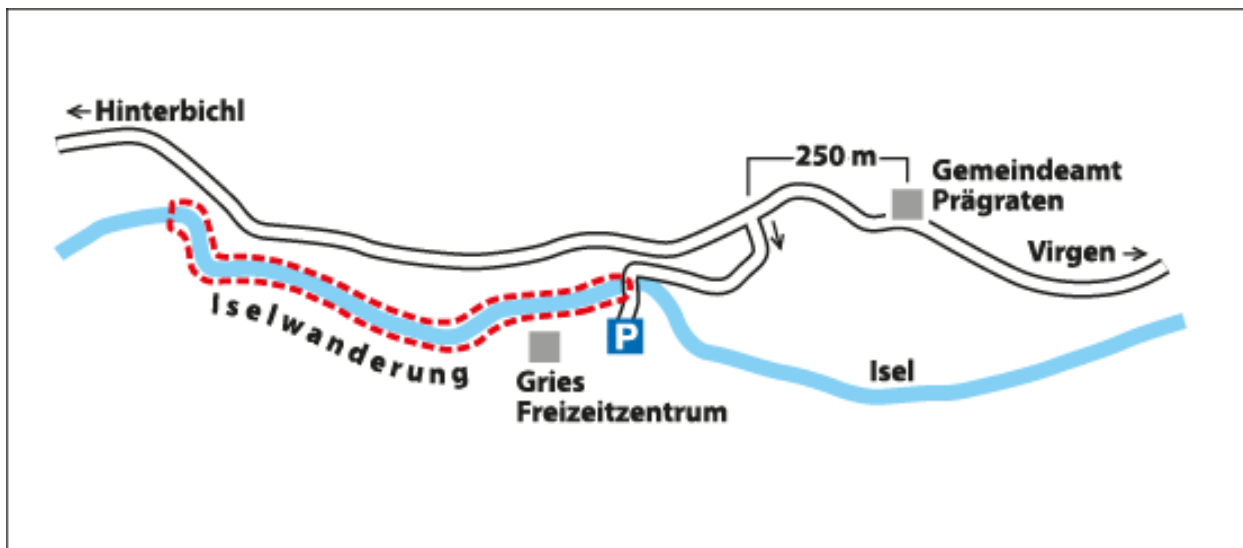 ← Hinterbichl
250 m
Gemeindeamt
Prägraten
Virgen →
Iselwanderung
P
Gries
Freizeitzentrum
Isel